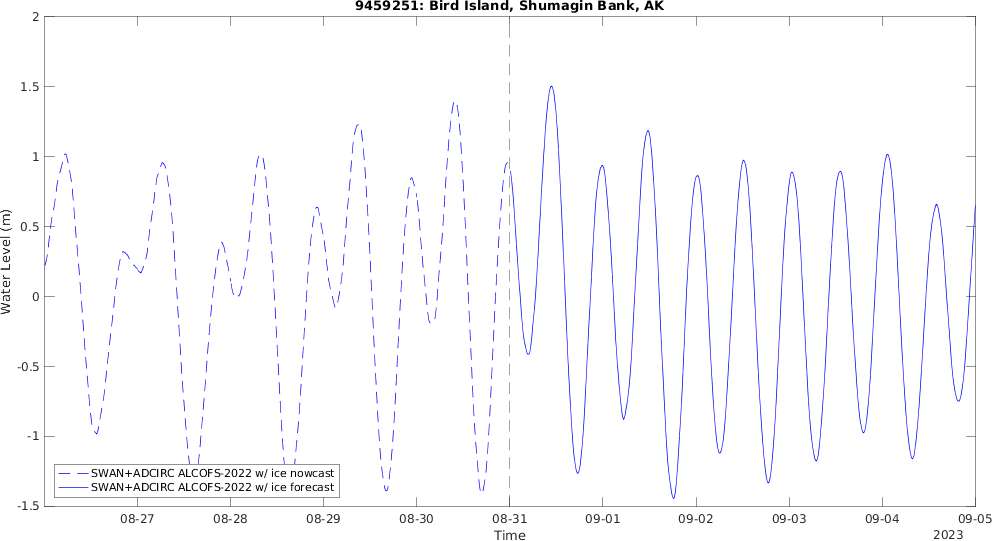 9459251: Bird Island, Shumagin Bank, AK
2
1.5
1
0.5
0
-0.5
-1
-1.5
Water Level (m)
SWAN+ADCIRC ALCOFS-2022 w/ ice nowcast
SWAN+ADCIRC ALCOFS-2022 w/ ice forecast
08-27 08-28 08-29 08-30 08-31 09-01 09-02 09-03 09-04 09-05
Time
2023